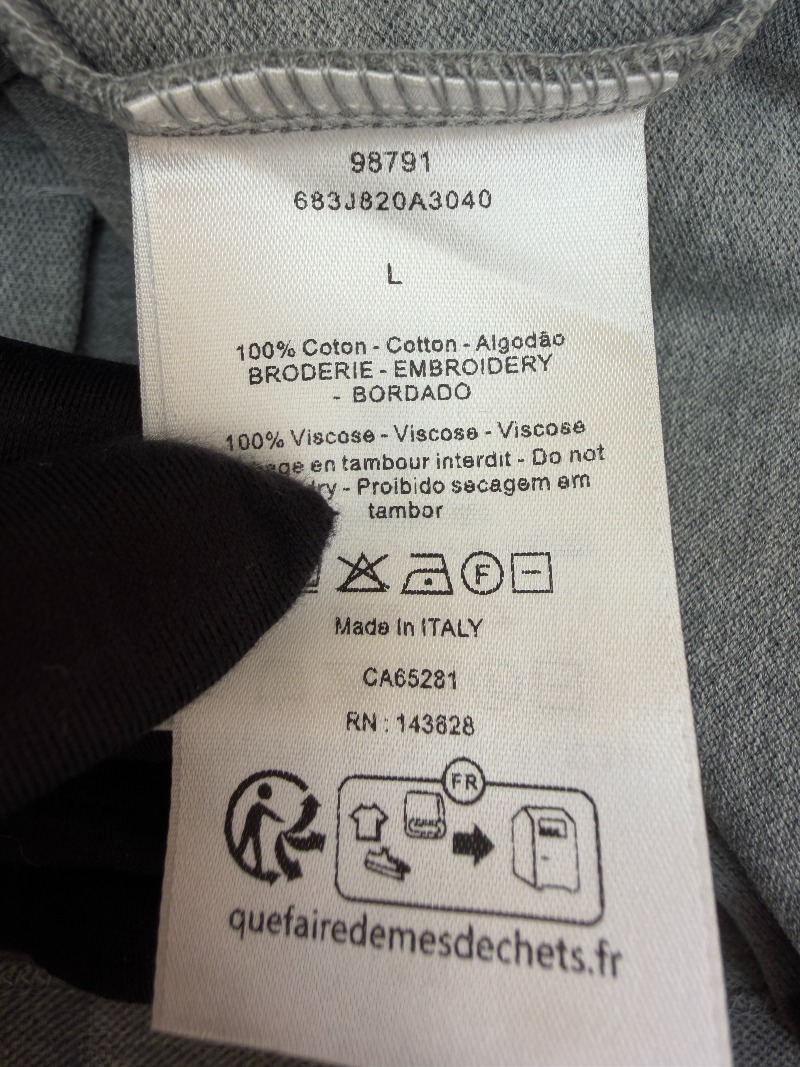 98791
683J820A3040
L
100% Coton - Cotton - Algodão
BRODERIE - EMBROIDERY
- BORDADO
100% Viscose - Viscose - Viscose
en tambour interdit - Do not
- Proibido secagem em
tambor
F
Made In ITALY
CA65281
RN : 143628
FR
quefairedemesdechets.fr